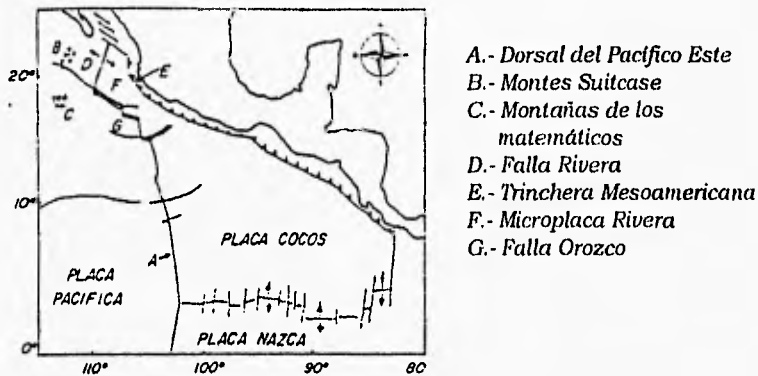 A.- Dorsal del Pacífico Este
B.- Montes Suitcase
C.- Montañas de los
matemáticos
D.- Falla Rivera
E.- Trinchera Mesoamericana
F.- Microplaca Rivera
G.- Falla Orozco
B
D
E
20°
F
C
G
10°
PLACA COCOS
A
PLACA
PACIFICA
PLACA NAZCA
0°
110°
100°
90°
80